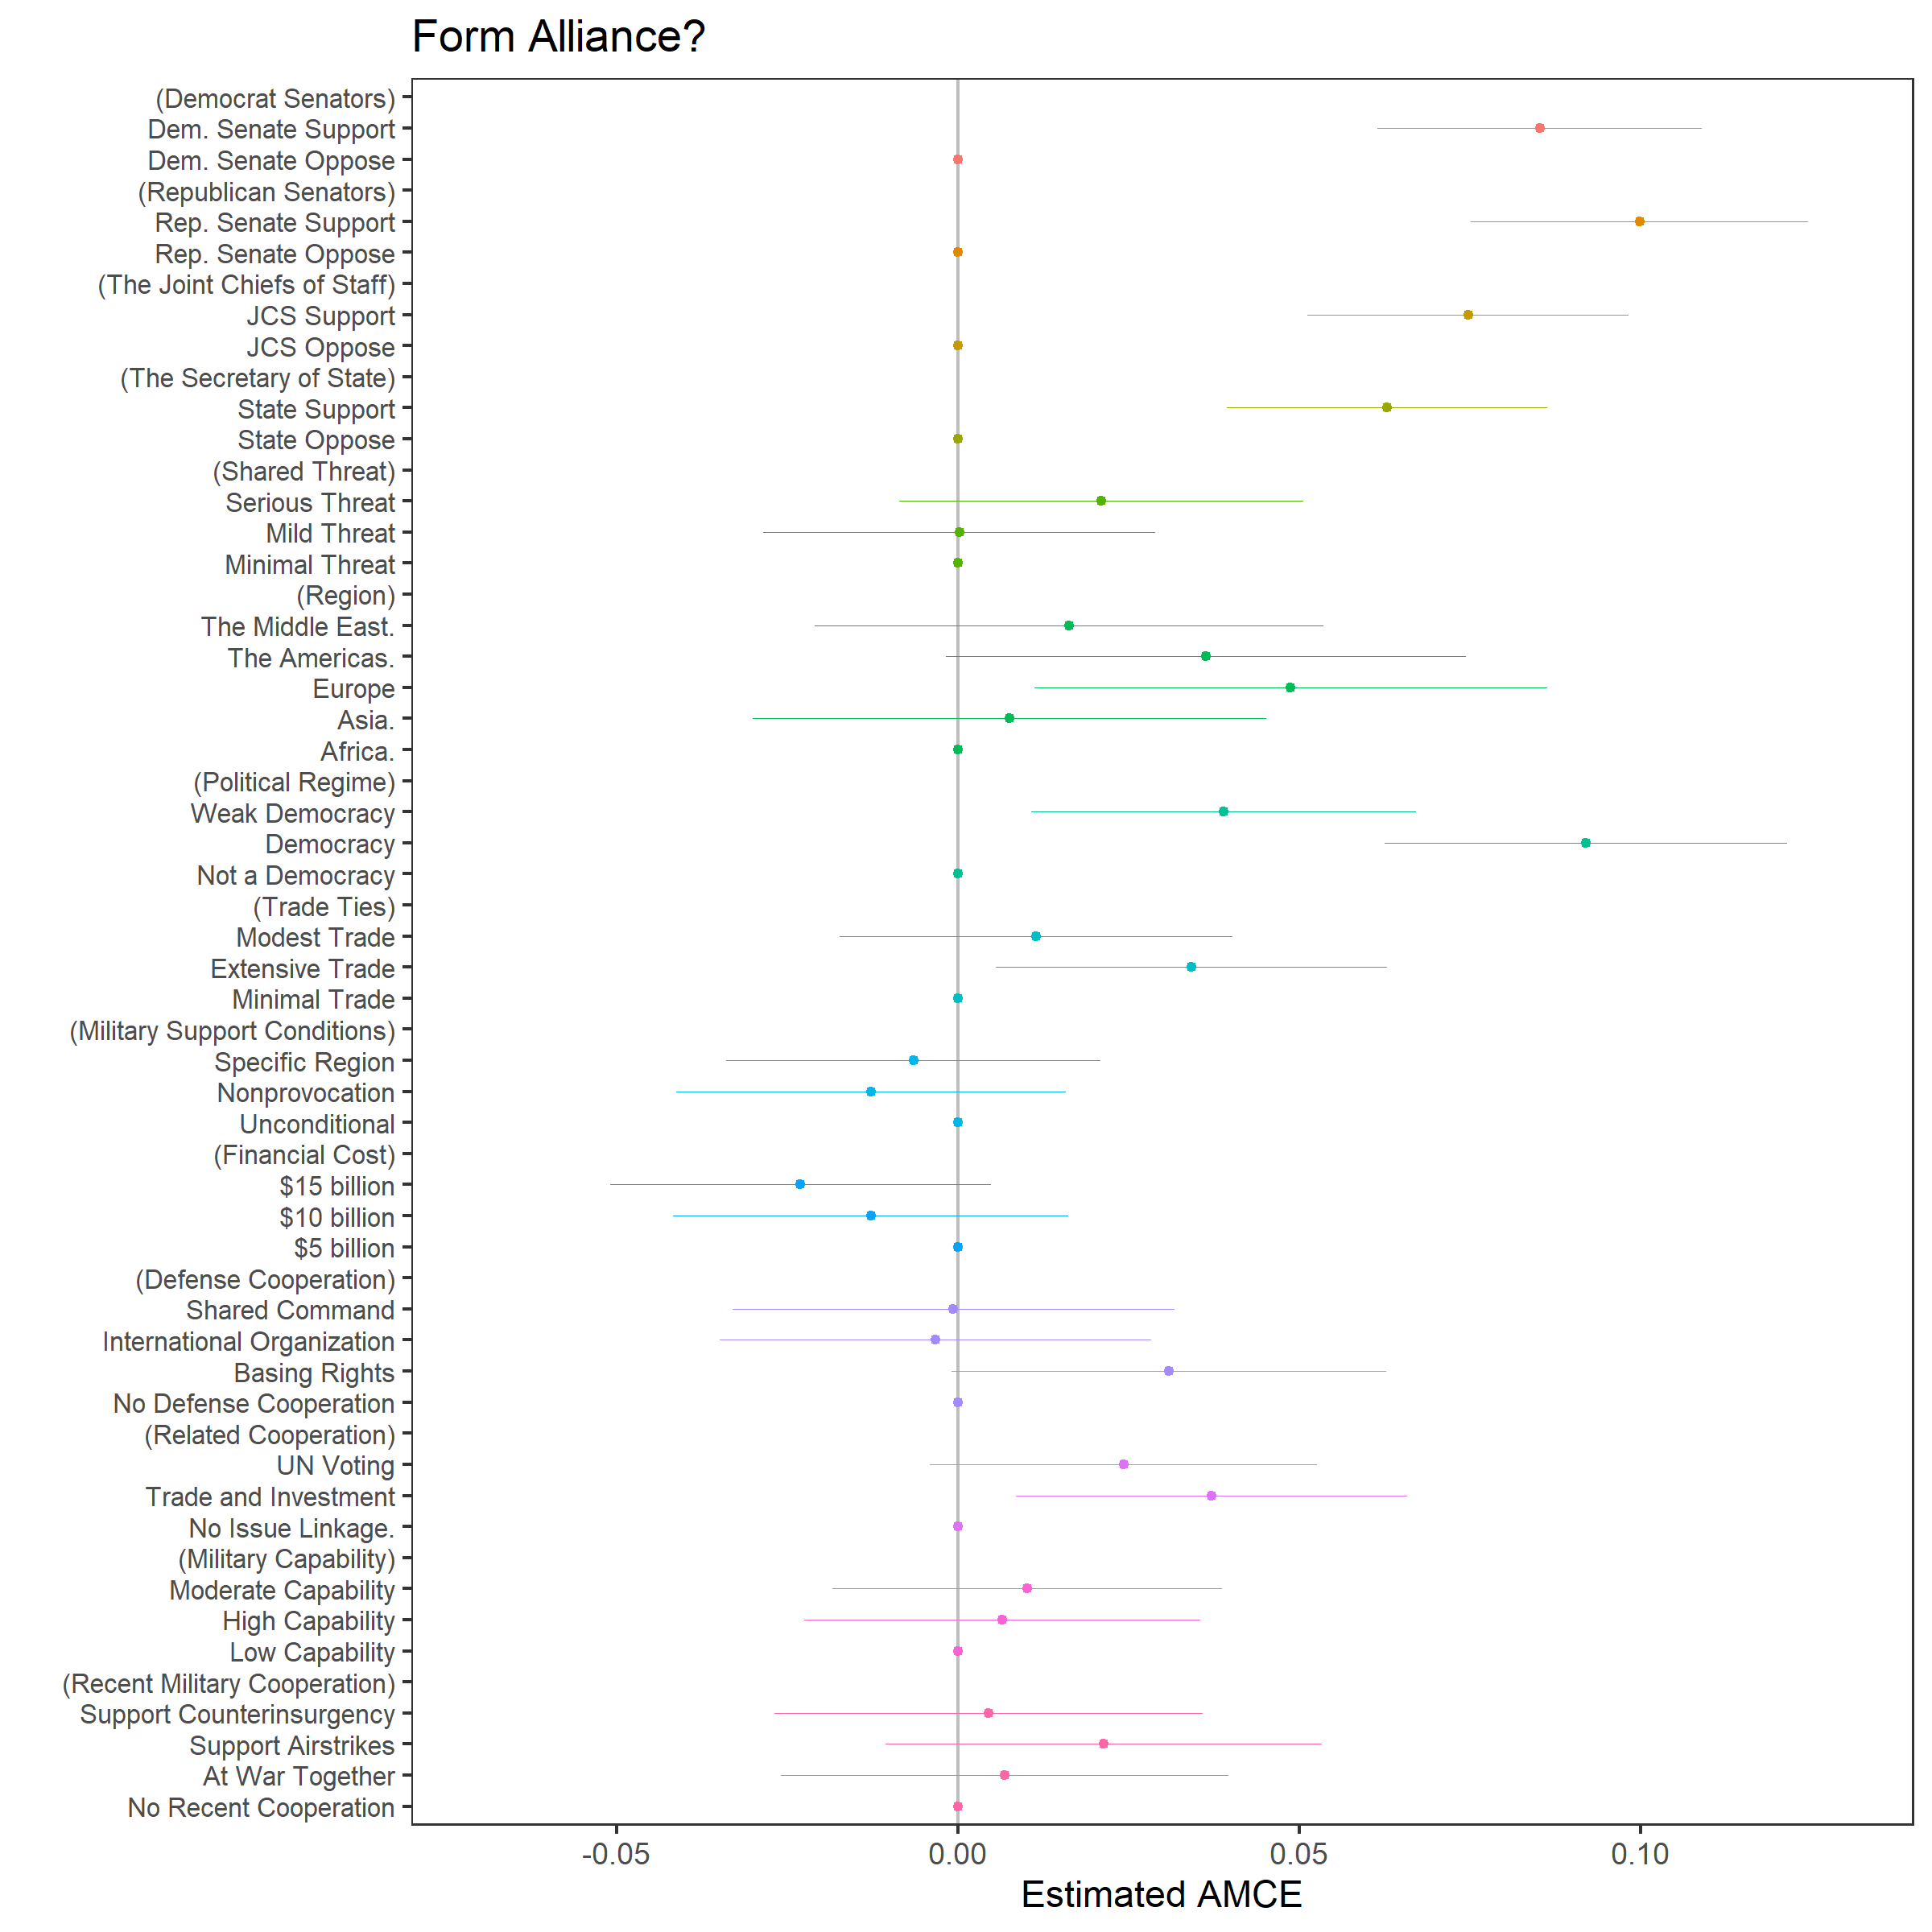 Form Alliance?
(Democrat Senators)
Dem. Senate Support
Dem. Senate Oppose
(Republican Senators)
Rep. Senate Support
Rep. Senate Oppose
(The Joint Chiefs of Staff)
JCS Support
JCS Oppose
(The Secretary of State)
State Support
State Oppose
(Shared Threat)
Serious Threat
Mild Threat
Minimal Threat
(Region)
The Middle East.
The Americas.
Europe
Asia.
Africa.
(Political Regime)
Weak Democracy
Democracy
Not a Democracy
(Trade Ties)
Modest Trade
Extensive Trade
Minimal Trade
(Military Support Conditions)
Specific Region
Nonprovocation
Unconditional
(Financial Cost)
$15 billion
$10 billion
$5 billion
(Defense Cooperation)
Shared Command
International Organization
Basing Rights
No Defense Cooperation
(Related Cooperation)
UN Voting
Trade and Investment
No Issue Linkage.
(Military Capability)
Moderate Capability
High Capability
Low Capability
(Recent Military Cooperation)
Support Counterinsurgency
Support Airstrikes
At War Together
No Recent Cooperation
-0.05 0.00 0.05 0.10
Estimated AMCE